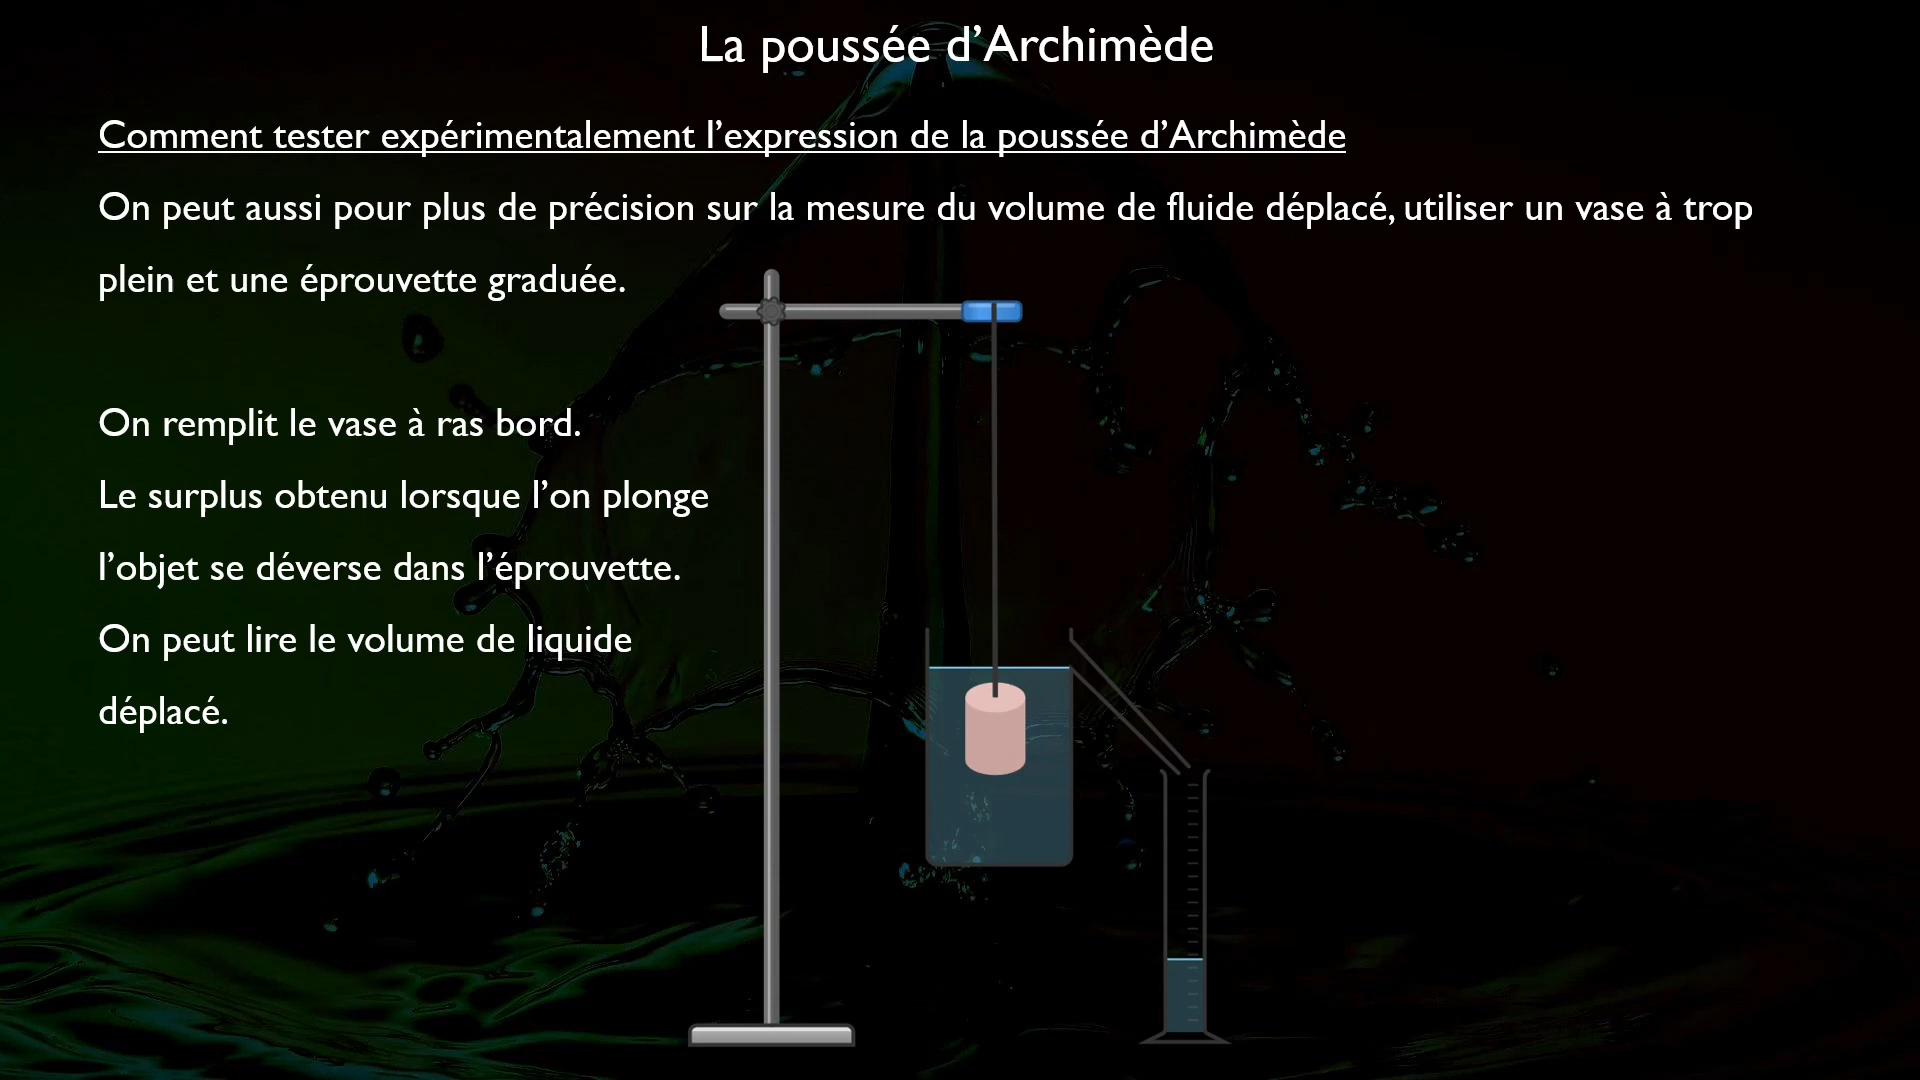 La poussée d’Archimède
Comment tester expérimentalement l’expression de la poussée d’Archimède
On peut aussi pour plus de précision sur la mesure du volume de fluide déplacé, utiliser un vase à trop
plein et une éprouvette graduée.
On remplit le vase à ras bord.
Le surplus obtenu lorsque l’on plonge
l’objet se déverse dans l’éprouvette.
On peut lire le volume de liquide
déplacé.